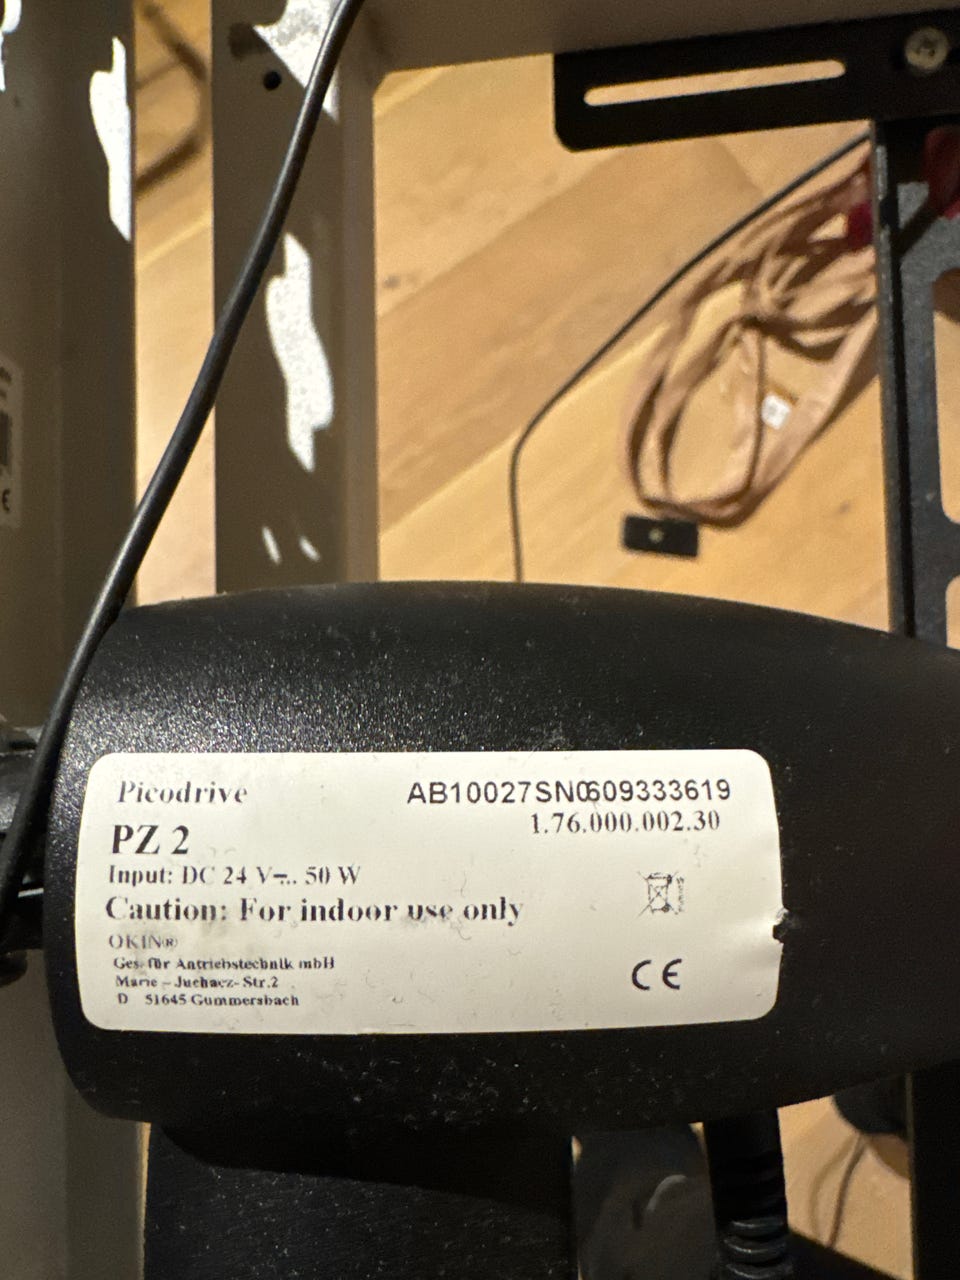 Picodrive
AB10027SN0609333619
1.76.000.002.30
PZ 2
Input: DC 24 V⎓ 50 W
Caution: For indoor use only
OKIN®
Ges. für Antriebstechnik mbH
Marie - Juchacz- Str.2
D 51645 Gummersbach
CE
CE